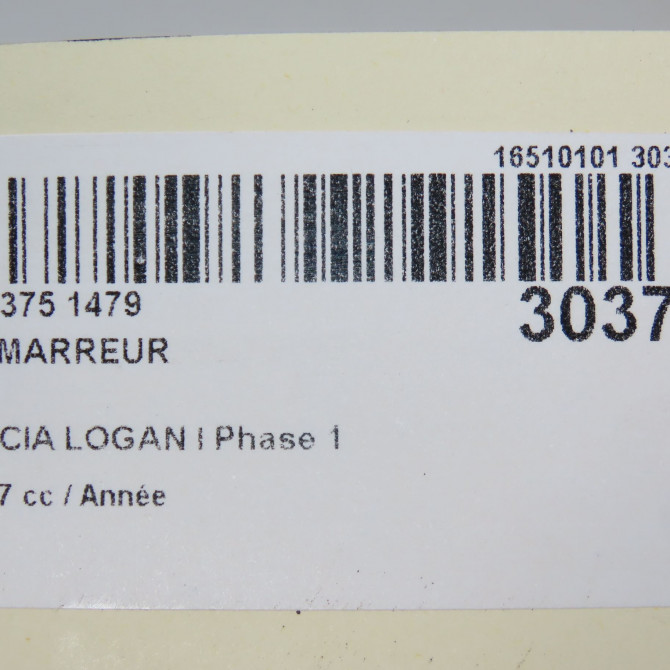 16510101 303
375 1479
3037
MARREUR
CIA LOGAN I Phase 1
7 cc / Année